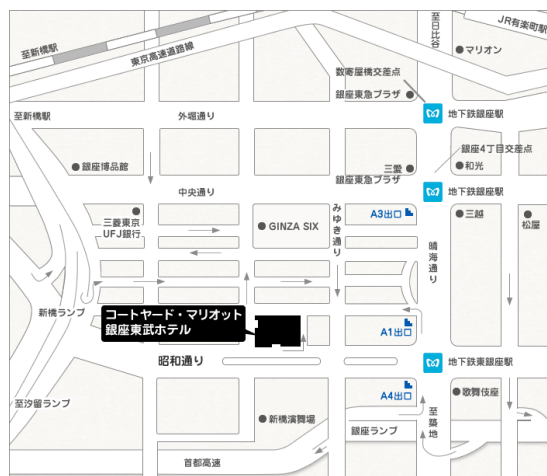 至日比谷
JR有楽町駅
至新橋駅
東京高速道路線
マリオン
数寄屋橋交差点
銀座東急プラザ
至新橋駅
外堀通り
地下鉄銀座駅
銀座4丁目交差点
銀座博品館
三愛
和光
銀座東急プラザ
中央通り
地下鉄銀座駅
三菱東京
UFJ銀行
GINZA SIX
みゆき通り
A3出口
三越
松屋
晴海通り
新橋ランプ
コートヤード・マリオット
銀座東武ホテル
A1出口
昭和通り
地下鉄東銀座駅
A4出口
歌舞伎座
至汐留ランプ
新橋演舞場
銀座ランプ
至築地
首都高速